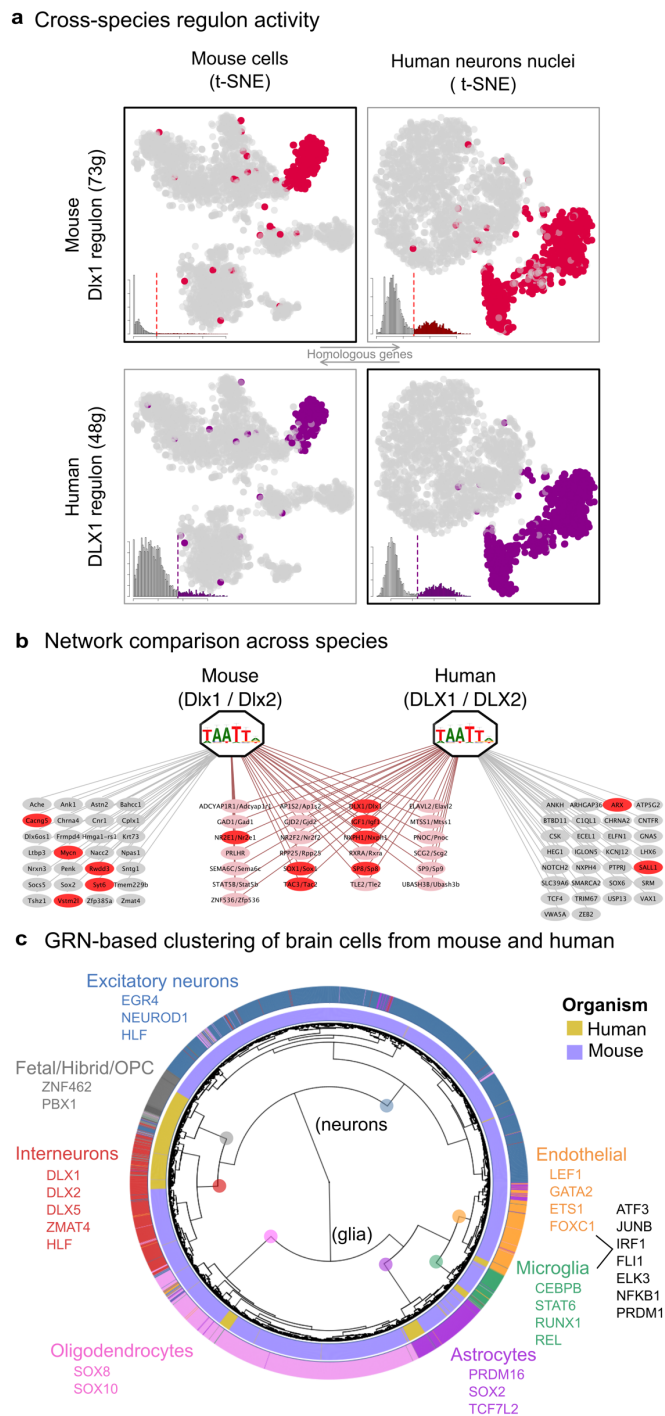 a Cross-species regulon activity
Mouse cells
(t-SNE)
Human neurons nuclei
( t-SNE)
Mouse
Dlx1 regulon (73g)
Homologous genes
Human
DLX1 regulon (48g)
b Network comparison across species
Mouse
(Dlx1 / Dlx2)
Human
(DLX1 / DLX2)
TAATT
TAATT
Ache Ank1 Astn2 Bahcc1
Cacng5 Chrna4 Cnr1 Cplx1
Dlx6os1 Frmpd4 Hmga1-rs1 Krt73
Ltbp3 Mycn Nacc2 Npas1
Nrxn3 Penk Rwdd3 Sntg1
Socs5 Sox2 Syt6 Tmem229b
Tshz1 Vstm2l Zfp385a Zmat4
ADCYAP1R1/Adcyap1r1 AP1S2/Ap1s2 DLX1/Dlx1 ELAVL2/Elavl2
GAD1/Gad1 GJD2/Gjd2 IGF1/Igf1 MTSS1/Mtss1
NR2E1/Nr2e1 NR2F2/Nr2f2 NXPH1/Nxph1 PNOC/Pnoc
PRLHR RPP25/Rpp25 RXRA/Rxra SCG2/Scg2
SEMA6C/Sema6c SOX1/Sox1 SP8/Sp8 SP9/Sp9
STAT5B/Stat5b TAC3/Tac2 TLE2/Tle2 UBASH3B/Ubash3b
ZNF536/Zfp536
ANKH ARHGAP36 ARX ATP5G2
BTBD11 C1QL1 CHRNA2 CNTFR
CSK ECEL1 ELFN1 GNAS
HEG1 IGLON5 KCNJ12 LHX6
NOTCH2 NXPH4 PTPRJ SALL1
SLC39A6 SMARCA2 SOX6 SRM
TCF4 TRIM67 USP13 VAX1
VWA5A ZEB2
c GRN-based clustering of brain cells from mouse and human
Excitatory neurons
EGR4
NEUROD1
HLF
Organism
Human
Mouse
Fetal/Hibrid/OPC
ZNF462
PBX1
(neurons
Interneurons
DLX1
DLX2
DLX5
ZMAT4
HLF
Endothelial
LEF1
GATA2
ETS1
FOXC1
(glia)
ATF3
JUNB
IRF1
FLI1
ELK3
NFKB1
PRDM1
Microglia
CEBPB
STAT6
RUNX1
REL
Oligodendrocytes
SOX8
SOX10
Astrocytes
PRDM16
SOX2
TCF7L2